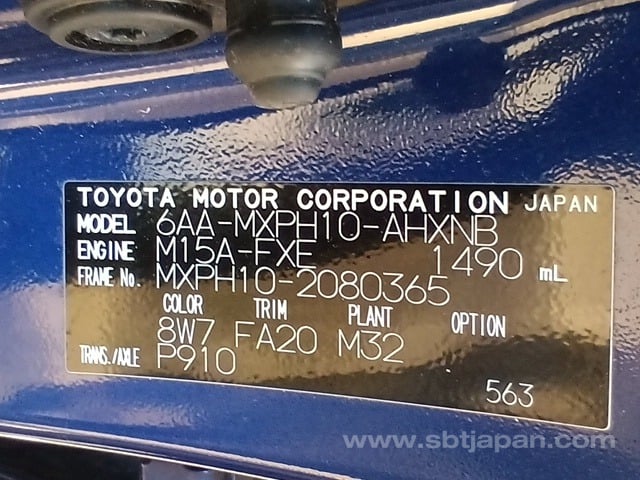 TOYOTA MOTOR CORPORATION JAPAN
MODEL 6AA-MXPH10-AHXNB
ENGINE M15A-FXE 1490 mL
FRAME No. MXPH10-2080365
COLOR TRIM PLANT OPTION
8W7 FA20 M32
TRANS./AXLE P910
563
www.sbtjapan.com